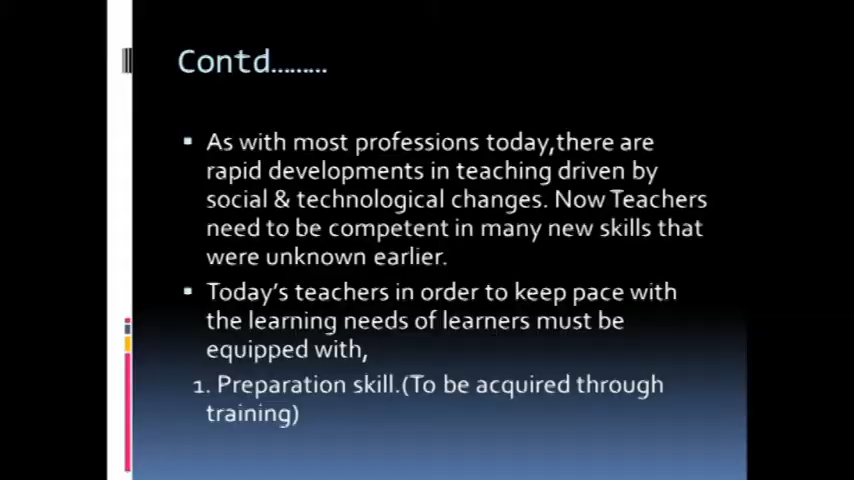 Contd.........
▪ As with most professions today,there are
rapid developments in teaching driven by
social & technological changes. Now Teachers
need to be competent in many new skills that
were unknown earlier.
▪ Today's teachers in order to keep pace with
the learning needs of learners must be
equipped with,
1. Preparation skill.(To be acquired through
training)